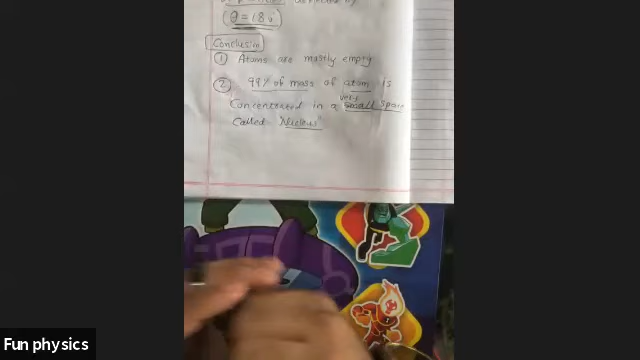 (θ = 180)
Conclusion
① Atoms are mostly empty
② 99% of mass of atom is
Concentrated in a very small space
Called "Nucleus"
Fun physics